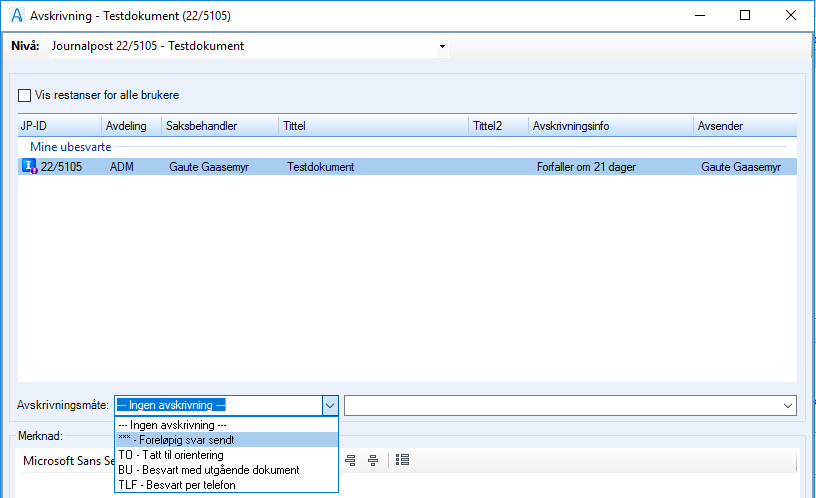 Avskrivning - Testdokument (22/5105)
Nivå: Journalpost 22/5105 - Testdokument
Vis restanser for alle brukere
JP-ID Avdeling Saksbehandler Tittel Tittel2 Avskrivningsinfo Avsender
Mine ubesvarte
22/5105 ADM Gaute Gaasemyr Testdokument Forfaller om 21 dager Gaute Gaasemyr
Avskrivningsmåte: --- Ingen avskrivning ---
--- Ingen avskrivning ---
*** - Foreløpig svar sendt
TO - Tatt til orientering
BU - Besvart med utgående dokument
TLF - Besvart per telefon
Merknad:
Microsoft Sans Se